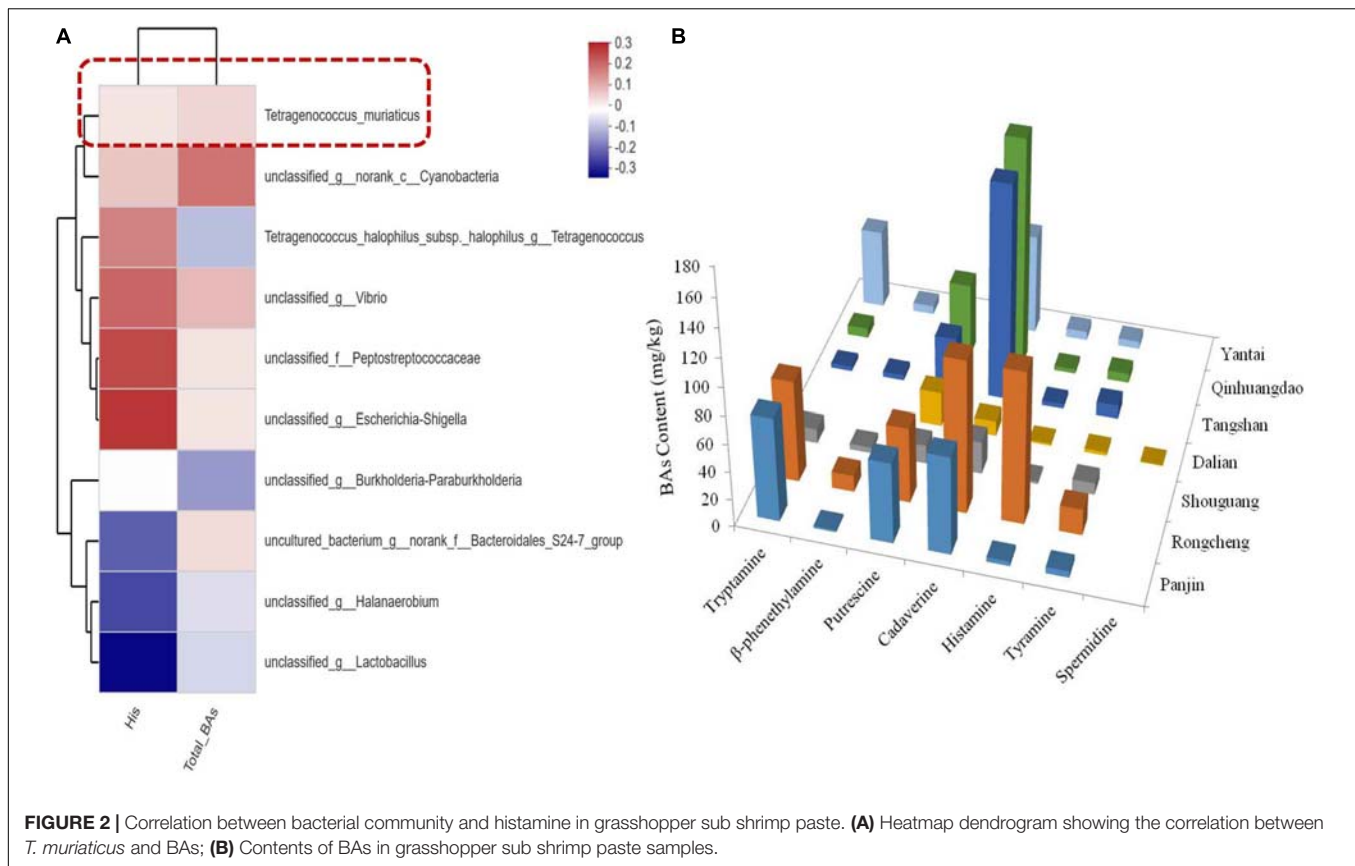 A
0.3
0.2
0.1
0
-0.1
-0.2
-0.3
Tetragenococcus_muriaticus
unclassified_g__norank_c__Cyanobacteria
Tetragenococcus_halophilus_subsp._halophilus_g__Tetragenococcus
unclassified_g__Vibrio
unclassified_f__Peptostreptococcaceae
unclassified_g__Escherichia-Shigella
unclassified_g__Burkholderia-Paraburkholderia
uncultured_bacterium_g__norank_f__Bacteroidales_S24-7_group
unclassified_g__Halanaerobium
unclassified_g__Lactobacillus
His
Total_BAs
B
BAs Content (mg/kg)
180
160
140
120
100
80
60
40
20
0
Tryptamine
β-phenethylamine
Putrescine
Cadaverine
Histamine
Tyramine
Spermidine
Yantai
Qinhuangdao
Tangshan
Dalian
Shouguang
Rongcheng
Panjin
FIGURE 2 | Correlation between bacterial community and histamine in grasshopper sub shrimp paste. (A) Heatmap dendrogram showing the correlation between
T. muriaticus and BAs; (B) Contents of BAs in grasshopper sub shrimp paste samples.